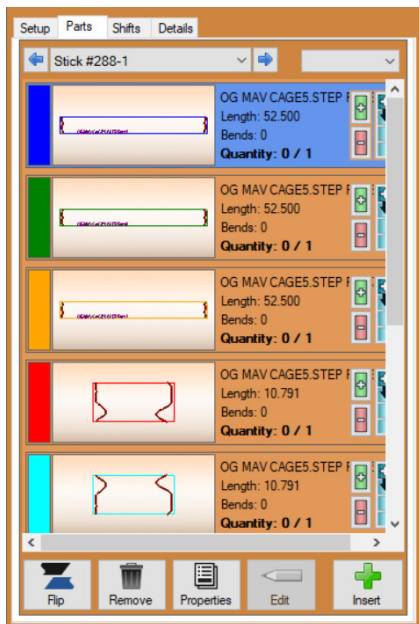 Setup Parts Shifts Details
Stick #288-1
OG MAV CAGE5.STEP
Length: 52.500
Bends: 0
Quantity: 0 / 1
OG MAV CAGE5.STEP
Length: 52.500
Bends: 0
Quantity: 0 / 1
OG MAV CAGE5.STEP
Length: 52.500
Bends: 0
Quantity: 0 / 1
OG MAV CAGE5.STEP
Length: 10.791
Bends: 0
Quantity: 0 / 1
OG MAV CAGE5.STEP
Length: 10.791
Bends: 0
Quantity: 0 / 1
Flip Remove Properties Edit Insert